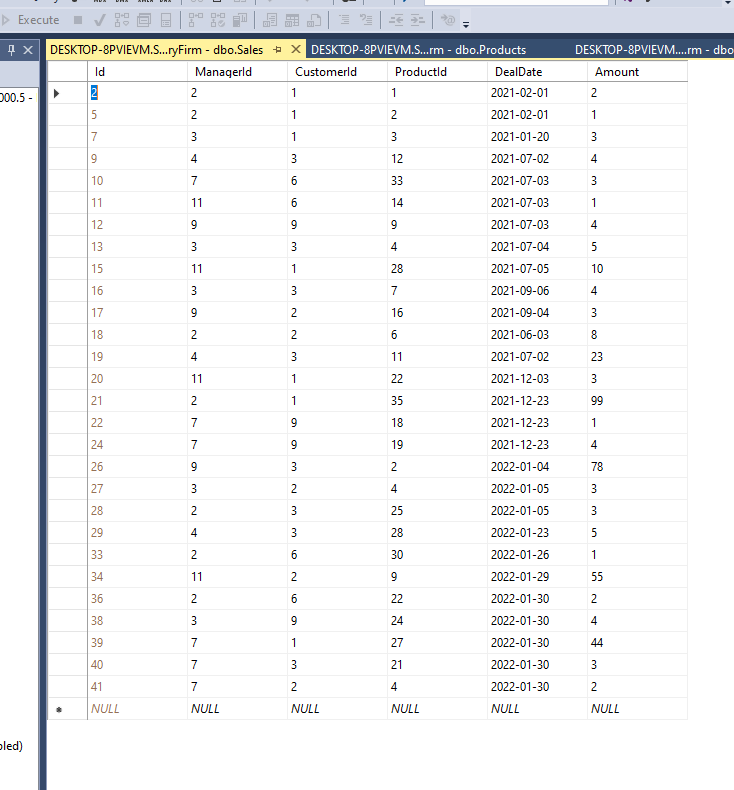 Execute
DESKTOP-8PVIEVM.S...ryFirm - dbo.Sales DESKTOP-8PVIEVM.S...rm - dbo.Products DESKTOP-8PVIEVM....rm - dbo
000.5 -
Id ManagerId CustomerId ProductId DealDate Amount
2 2 1 1 2021-02-01 2
5 2 1 2 2021-02-01 1
7 3 1 3 2021-01-20 3
9 4 3 12 2021-07-02 4
10 7 6 33 2021-07-03 3
11 11 6 14 2021-07-03 1
12 9 9 9 2021-07-03 4
13 3 3 4 2021-07-04 5
15 11 1 28 2021-07-05 10
16 3 3 7 2021-09-06 4
17 9 2 16 2021-09-04 3
18 2 2 6 2021-06-03 8
19 4 3 11 2021-07-02 23
20 11 1 22 2021-12-03 3
21 2 1 35 2021-12-23 99
22 7 9 18 2021-12-23 1
24 7 9 19 2021-12-23 4
26 9 3 2 2022-01-04 78
27 3 2 4 2022-01-05 3
28 2 3 25 2022-01-05 3
29 4 3 28 2022-01-23 5
33 2 6 30 2022-01-26 1
34 11 2 9 2022-01-29 55
36 2 6 22 2022-01-30 2
38 3 9 24 2022-01-30 4
39 7 1 27 2022-01-30 44
40 7 3 21 2022-01-30 3
41 7 2 4 2022-01-30 2
NULL NULL NULL NULL NULL NULL
oled)